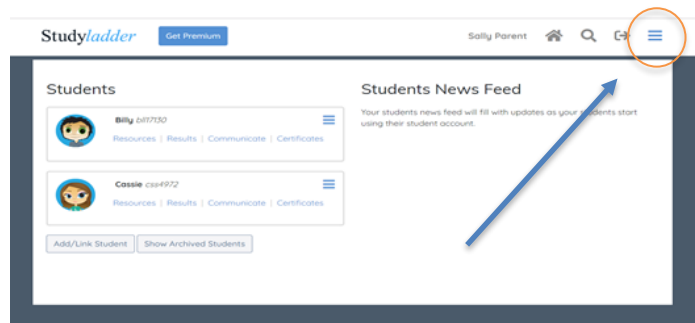 Studyladder Get Premium Sally Parent
Students
Billy bill7130
Resources | Results | Communicate | Certificates
Cassie css4972
Resources | Results | Communicate | Certificates
Add/Link Student Show Archived Students
Students News Feed
Your students news feed will fill with updates as your students start
using their student account.